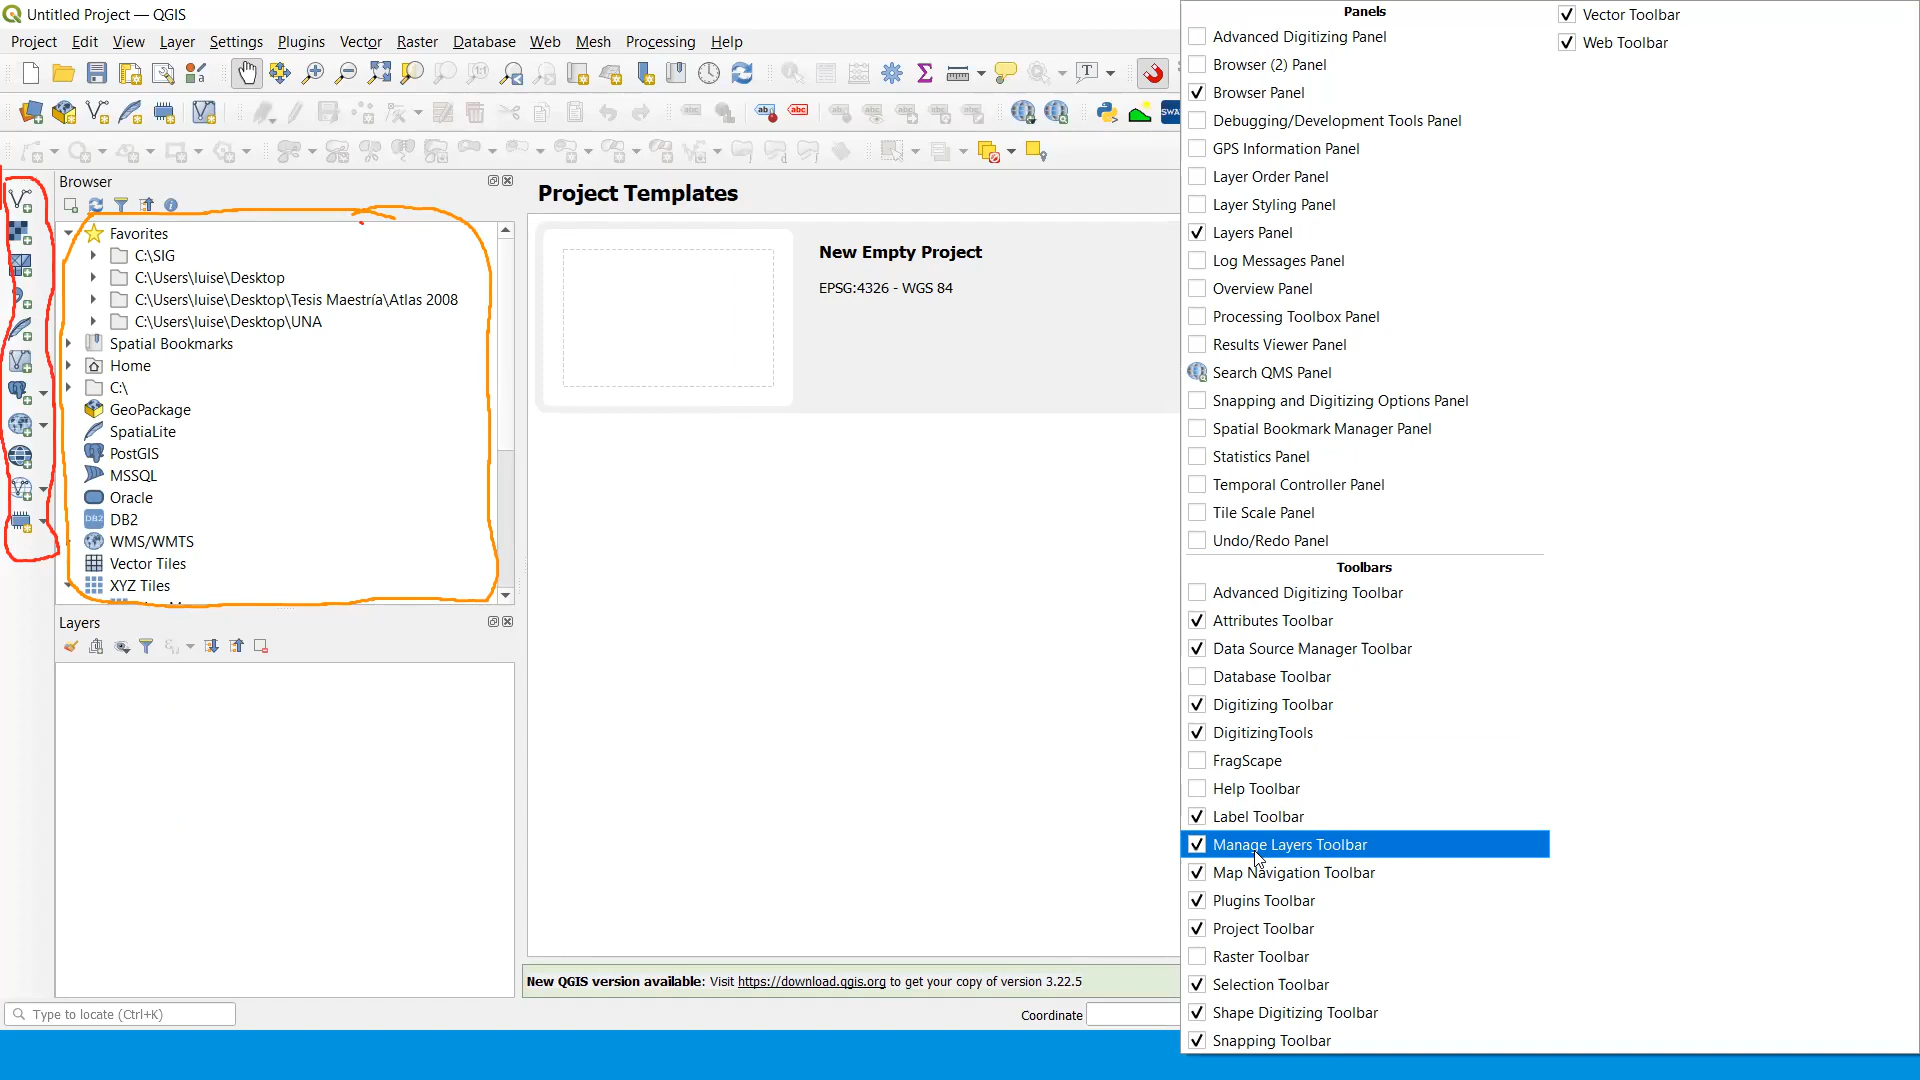 Untitled Project — QGIS
Project Edit View Layer Settings Plugins Vector Raster Database Web Mesh Processing Help
Browser
Favorites
C:\SIG
C:\Users\luise\Desktop
C:\Users\luise\Desktop\Tesis Maestría\Atlas 2008
C:\Users\luise\Desktop\UNA
Spatial Bookmarks
Home
C:\
GeoPackage
SpatiaLite
PostGIS
MSSQL
Oracle
DB2 DB2
WMS/WMTS
Vector Tiles
XYZ Tiles
Layers
Type to locate (Ctrl+K)
Project Templates
New Empty Project
EPSG:4326 - WGS 84
New QGIS version available: Visit https://download.qgis.org to get your copy of version 3.22.5
Coordinate
Panels
Advanced Digitizing Panel
Browser (2) Panel
Browser Panel
Debugging/Development Tools Panel
GPS Information Panel
Layer Order Panel
Layer Styling Panel
Layers Panel
Log Messages Panel
Overview Panel
Processing Toolbox Panel
Results Viewer Panel
Search QMS Panel
Snapping and Digitizing Options Panel
Spatial Bookmark Manager Panel
Statistics Panel
Temporal Controller Panel
Tile Scale Panel
Undo/Redo Panel
Toolbars
Advanced Digitizing Toolbar
Attributes Toolbar
Data Source Manager Toolbar
Database Toolbar
Digitizing Toolbar
DigitizingTools
FragScape
Help Toolbar
Label Toolbar
Manage Layers Toolbar
Map Navigation Toolbar
Plugins Toolbar
Project Toolbar
Raster Toolbar
Selection Toolbar
Shape Digitizing Toolbar
Snapping Toolbar
Vector Toolbar
Web Toolbar